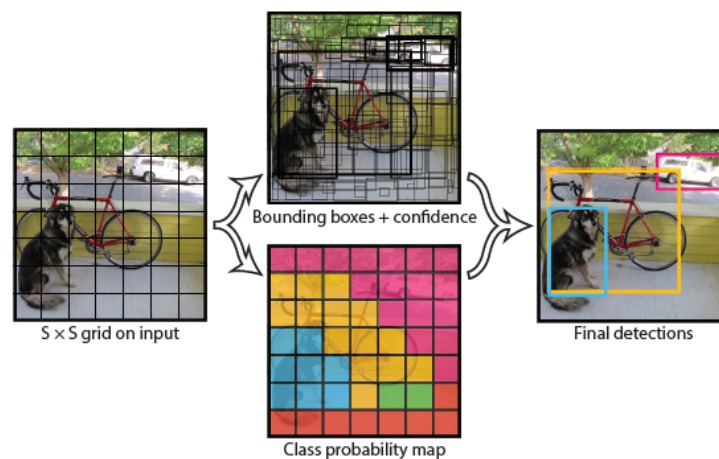 S × S grid on input
Bounding boxes + confidence
Class probability map
Final detections